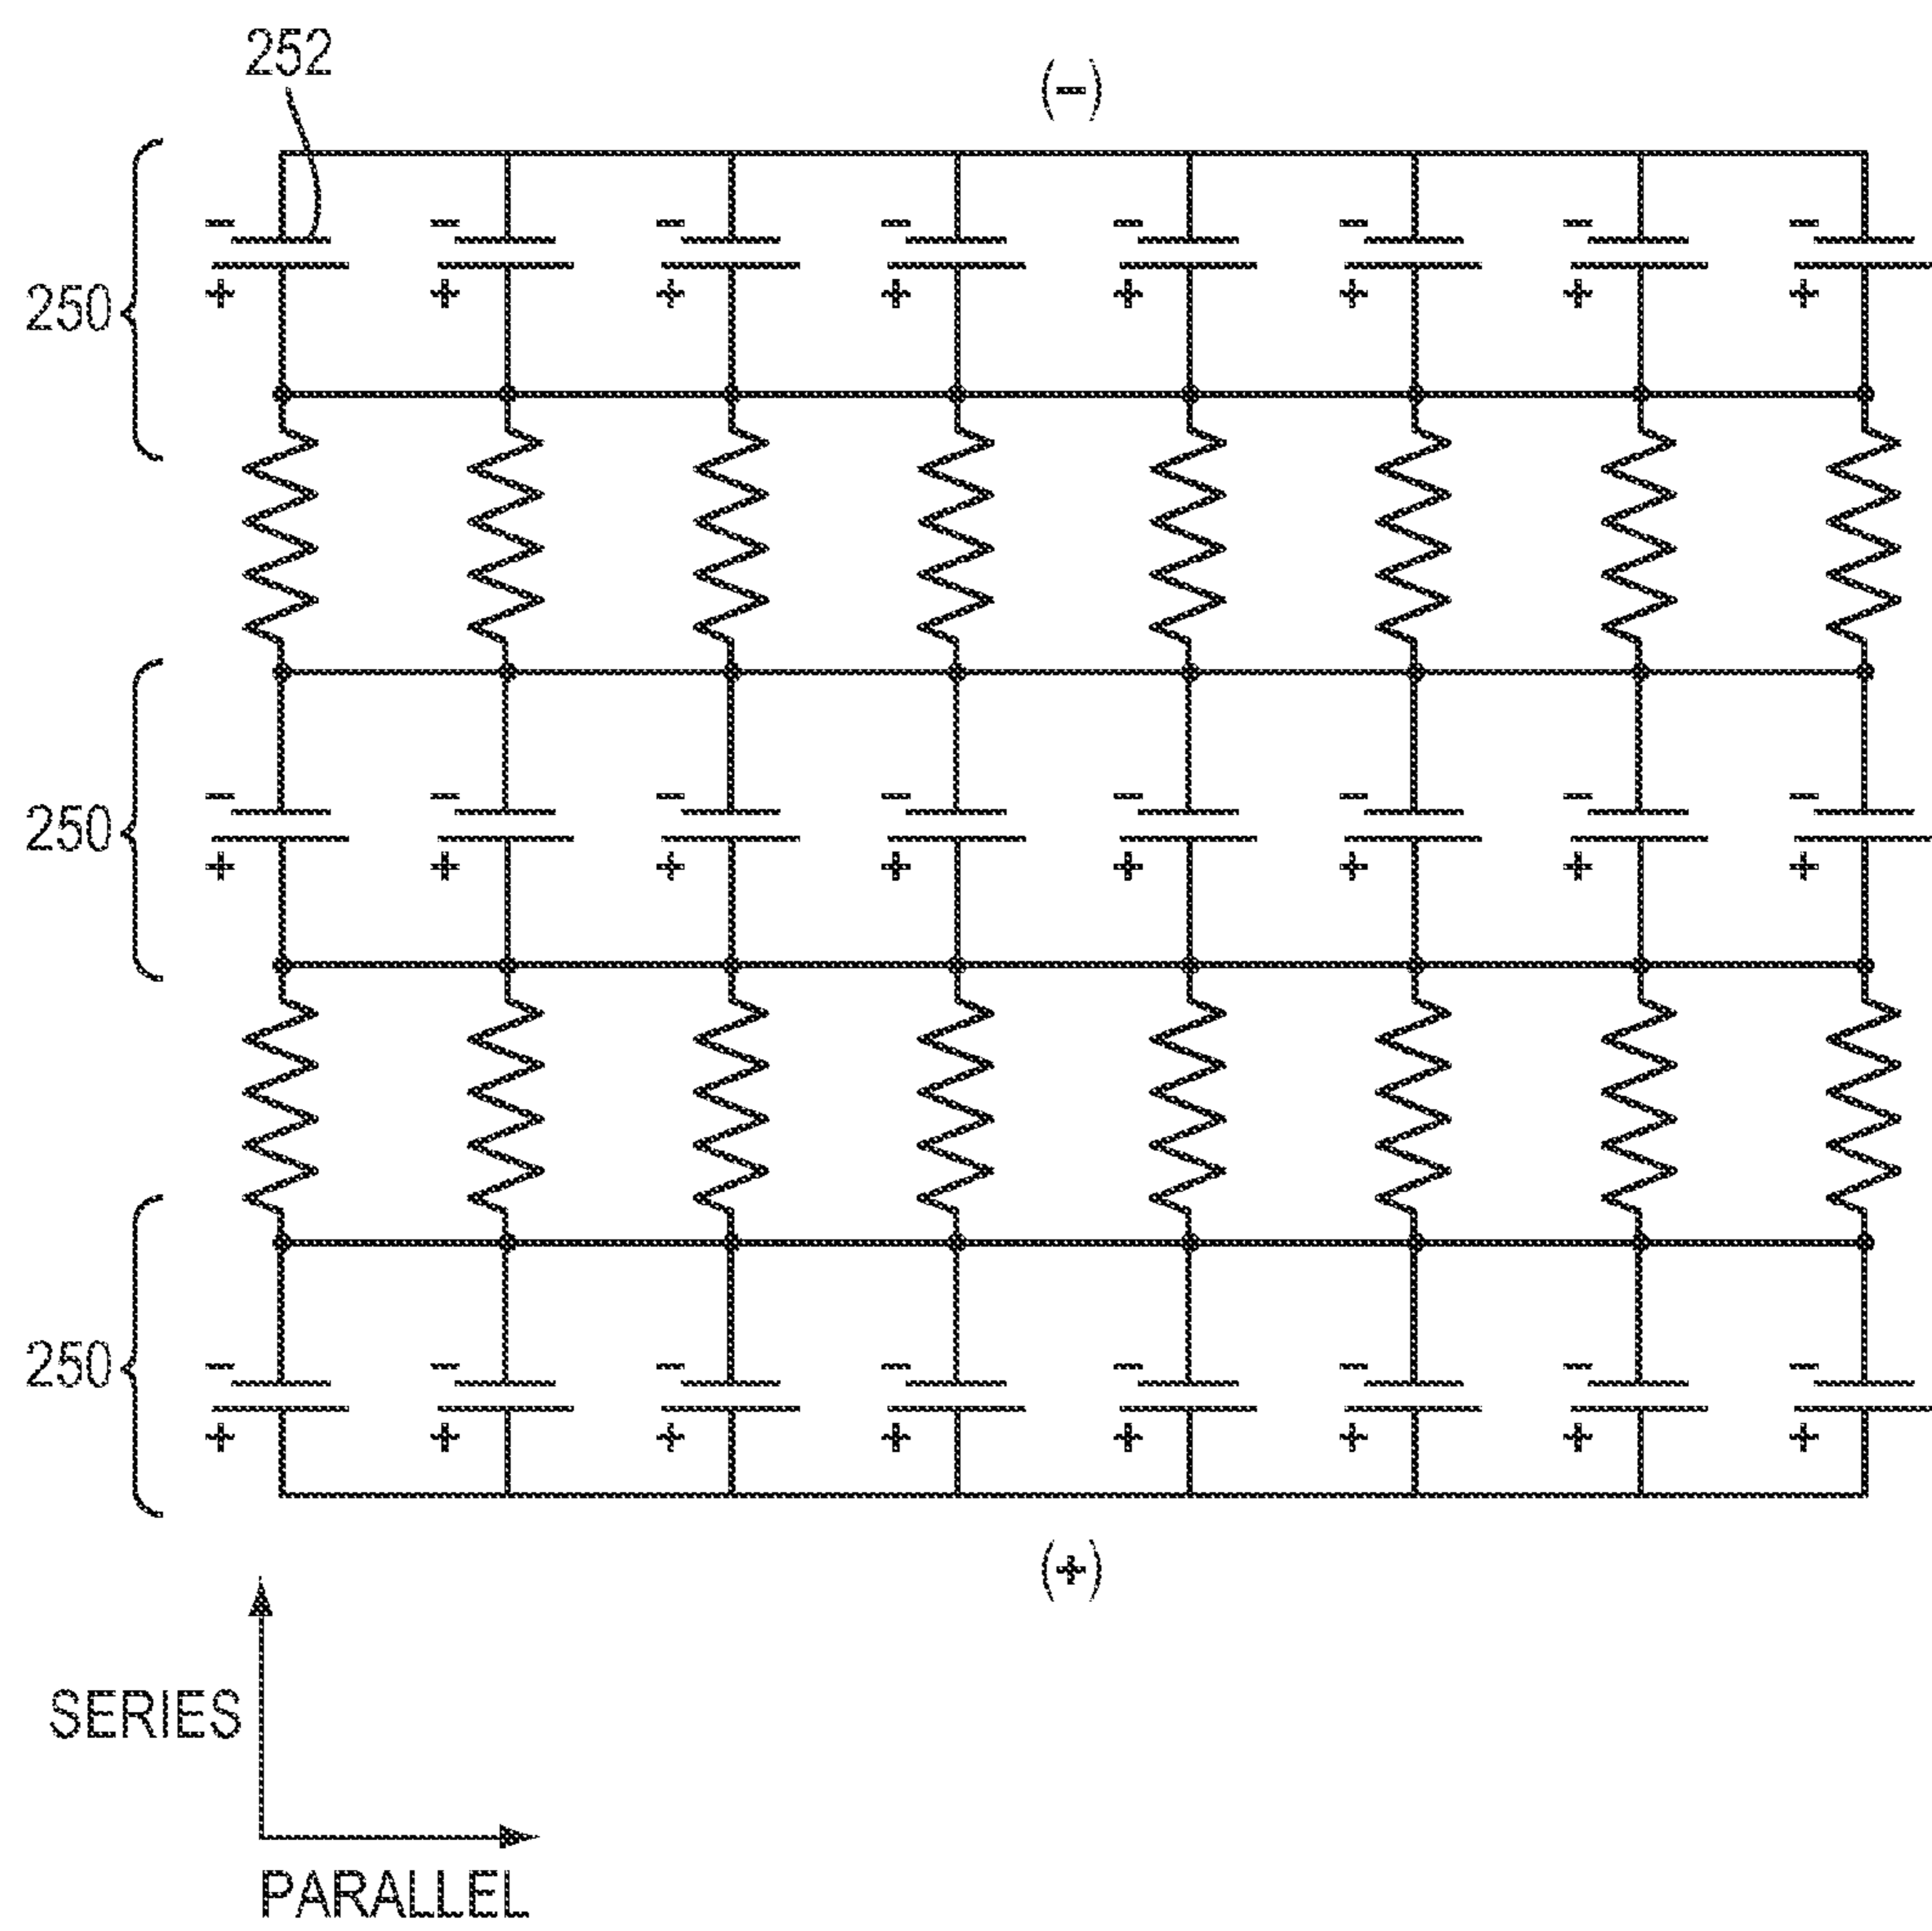 252
(-)
- - - - - - - -
250
+ + + + + + + +
250
- - - - - - - -
+ + + + + + + +
250
- - - - - - - -
+ + + + + + + +
(+)
SERIES
PARALLEL